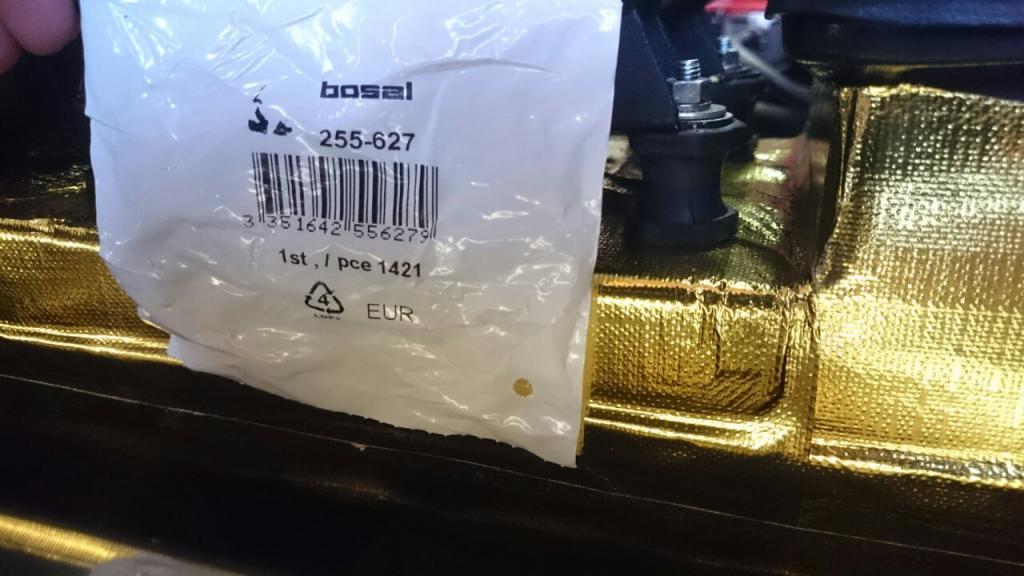 bosal
255-627
3 351642 556279
1st , / pce 1421
4
EUR